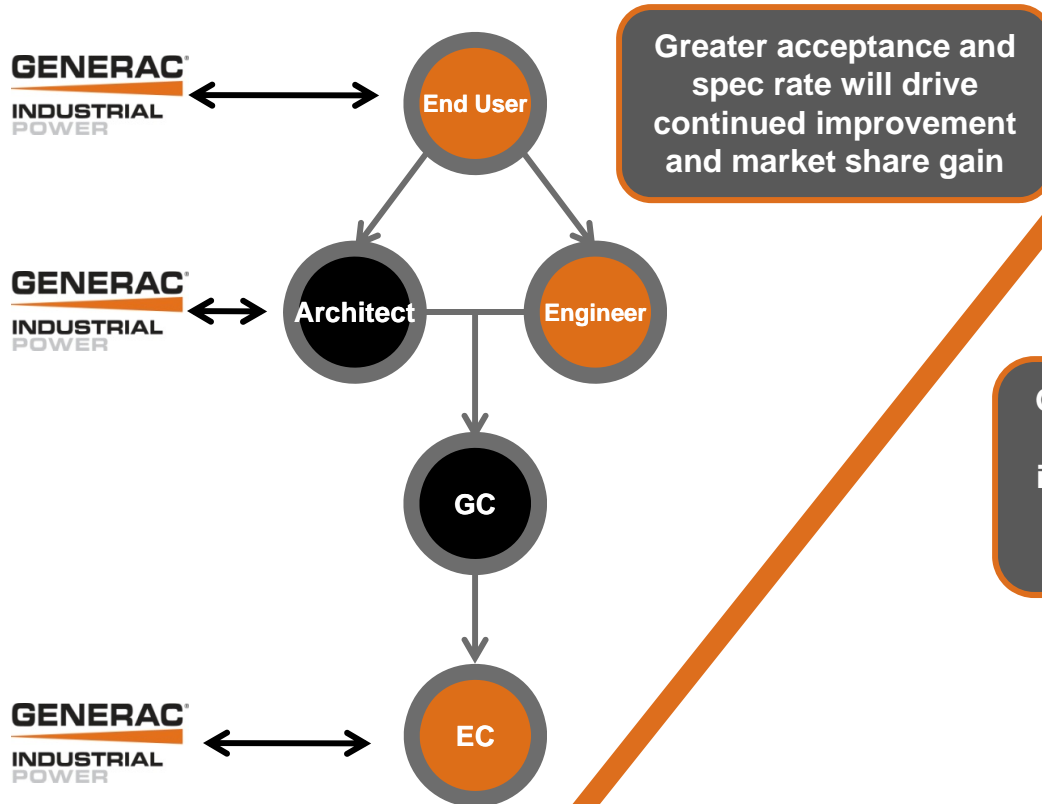 GENERAC®
INDUSTRIAL
POWER
End User
Greater acceptance and
spec rate will drive
continued improvement
and market share gain
GENERAC®
INDUSTRIAL
POWER
Architect
Engineer
GC
GENERAC®
INDUSTRIAL
POWER
EC